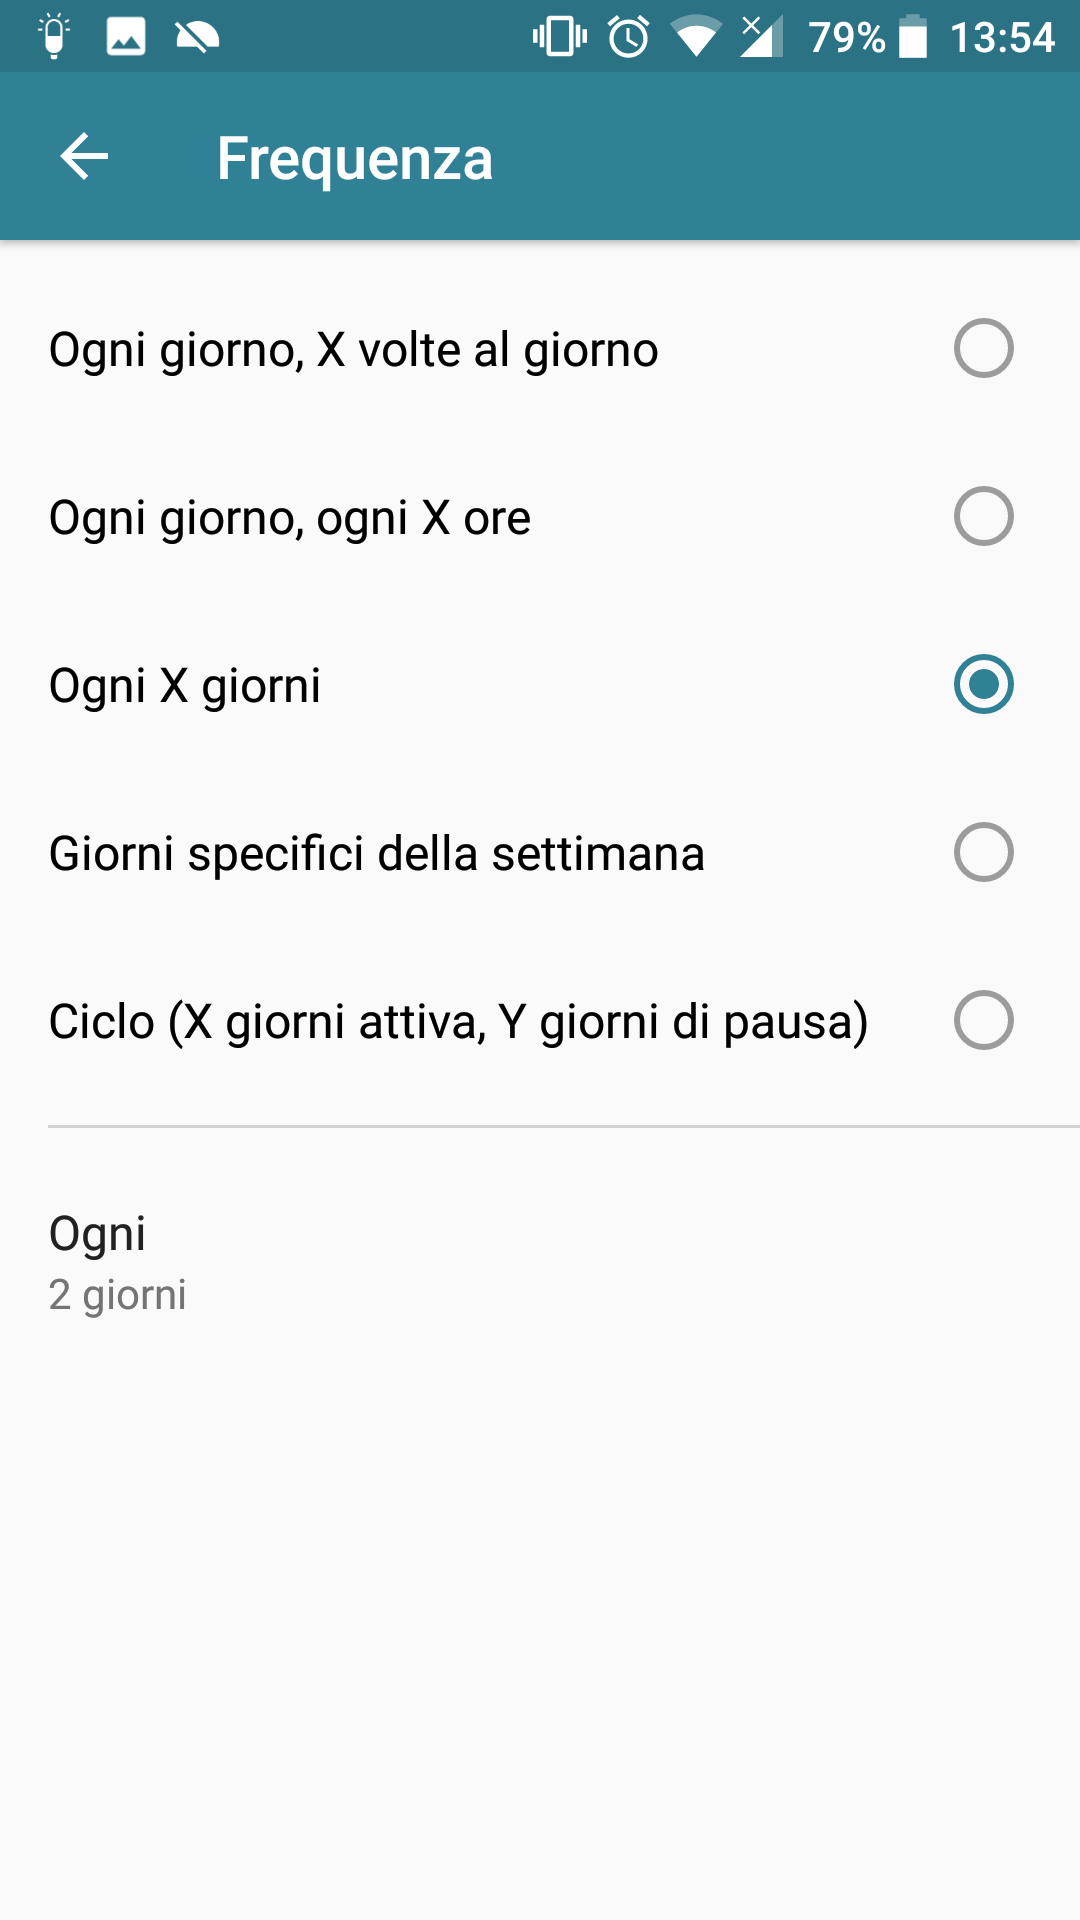 79% 13:54
Frequenza
Ogni giorno, X volte al giorno
Ogni giorno, ogni X ore
Ogni X giorni
Giorni specifici della settimana
Ciclo (X giorni attiva, Y giorni di pausa)
Ogni
2 giorni